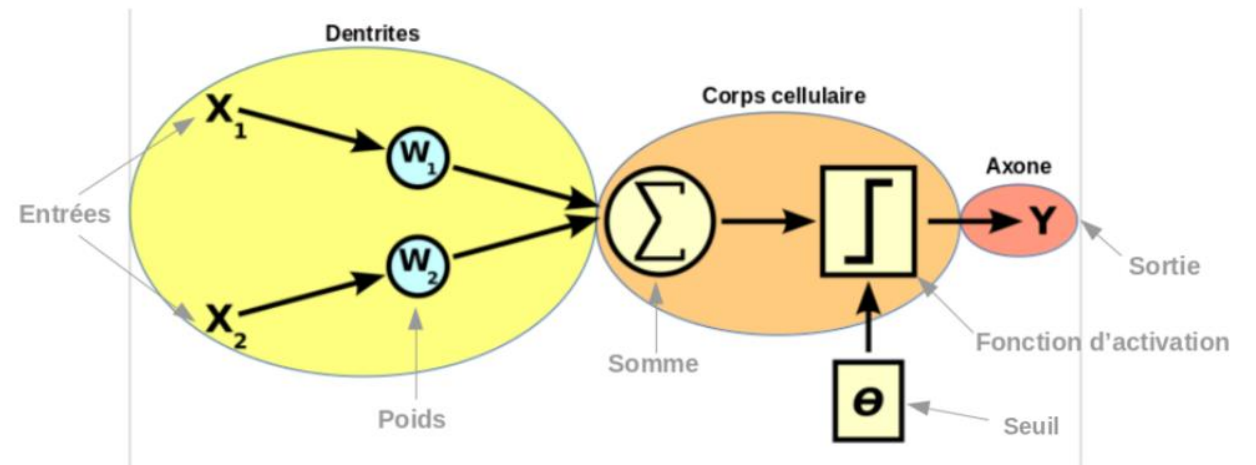 Dentrites
Corps cellulaire
Axone
X1
W1
Entrées
Σ
Y
W2
Sortie
X2
Somme
Fonction d'activation
Poids
Θ
Seuil